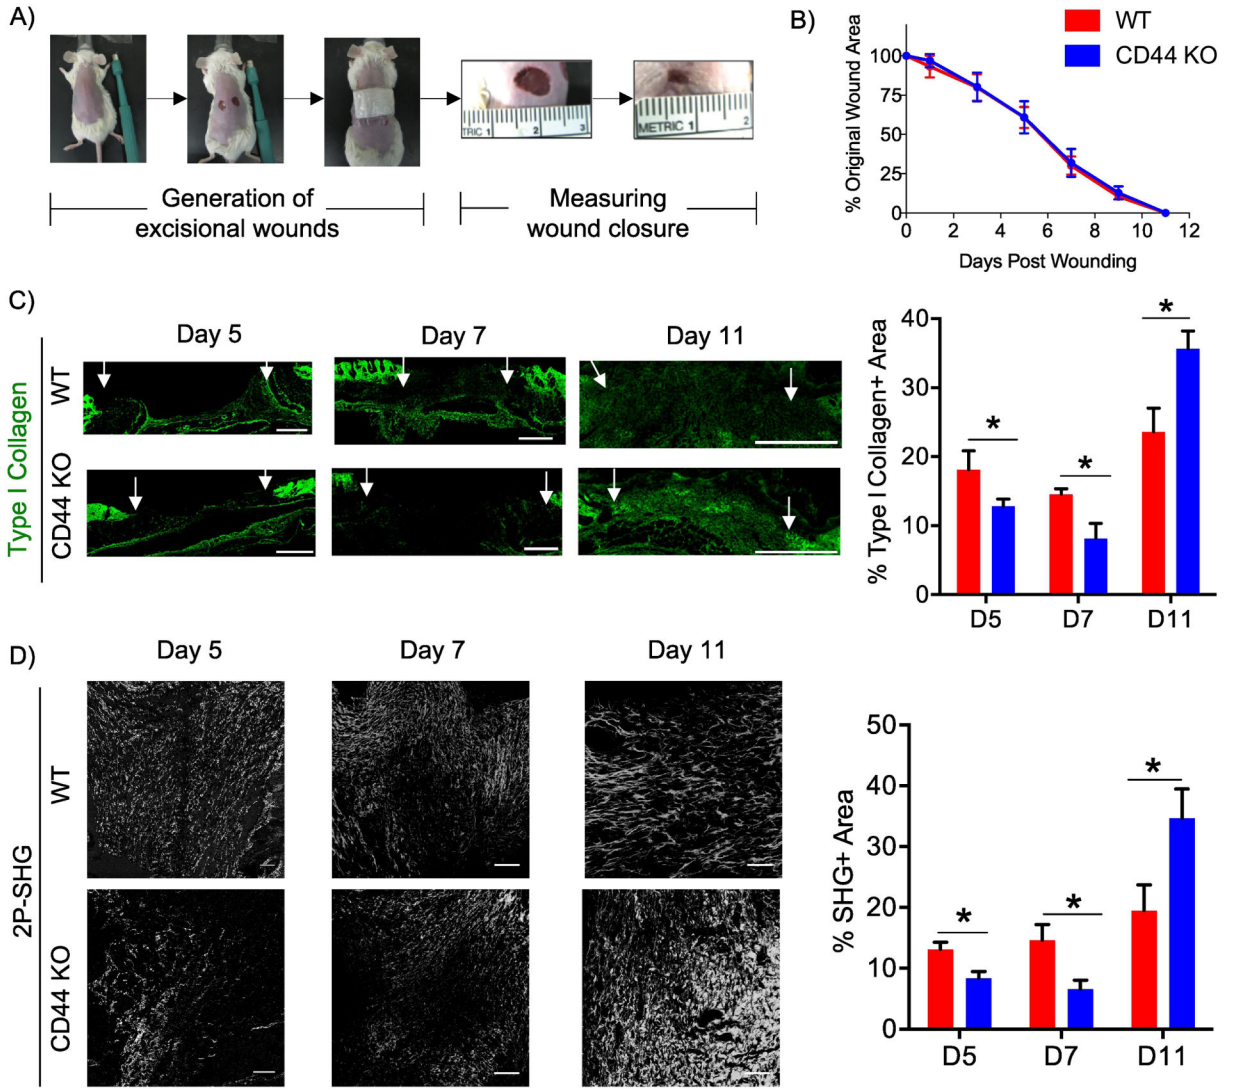 A)
TRIC 1 2 3
METRIC 1 2
Generation of
excisional wounds
Measuring
wound closure
B)
WT
CD44 KO
% Original Wound Area
100
75
50
25
0
0 2 4 6 8 10 12
Days Post Wounding
C)
Day 5 Day 7 Day 11
Type I Collagen
WT
CD44 KO
% Type I Collagen+ Area
40
30
20
10
0
* * *
D5 D7 D11
D)
Day 5 Day 7 Day 11
2P-SHG
WT
CD44 KO
% SHG+ Area
50
40
30
20
10
0
* * *
D5 D7 D11